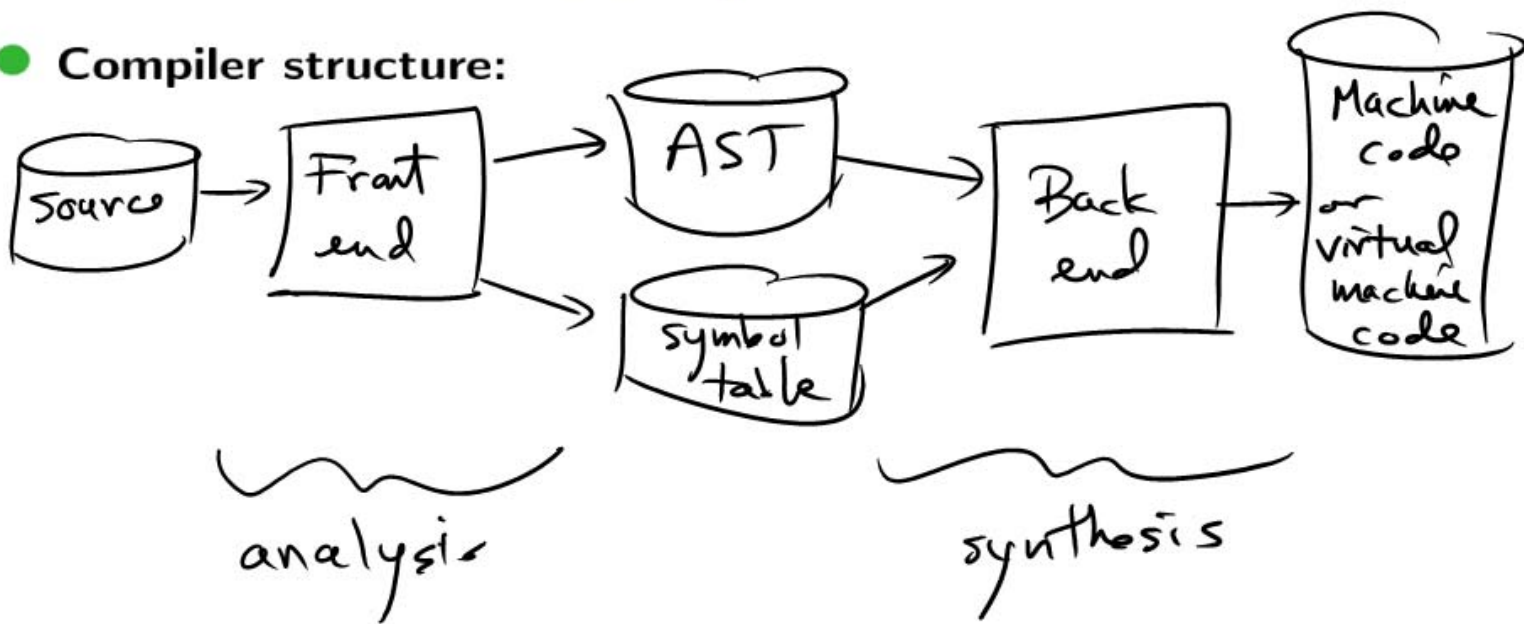 Compiler structure:
source
Front
end
AST
symbol
table
Back
end
Machine
code
or
virtual
machine
code
analysis
synthesis